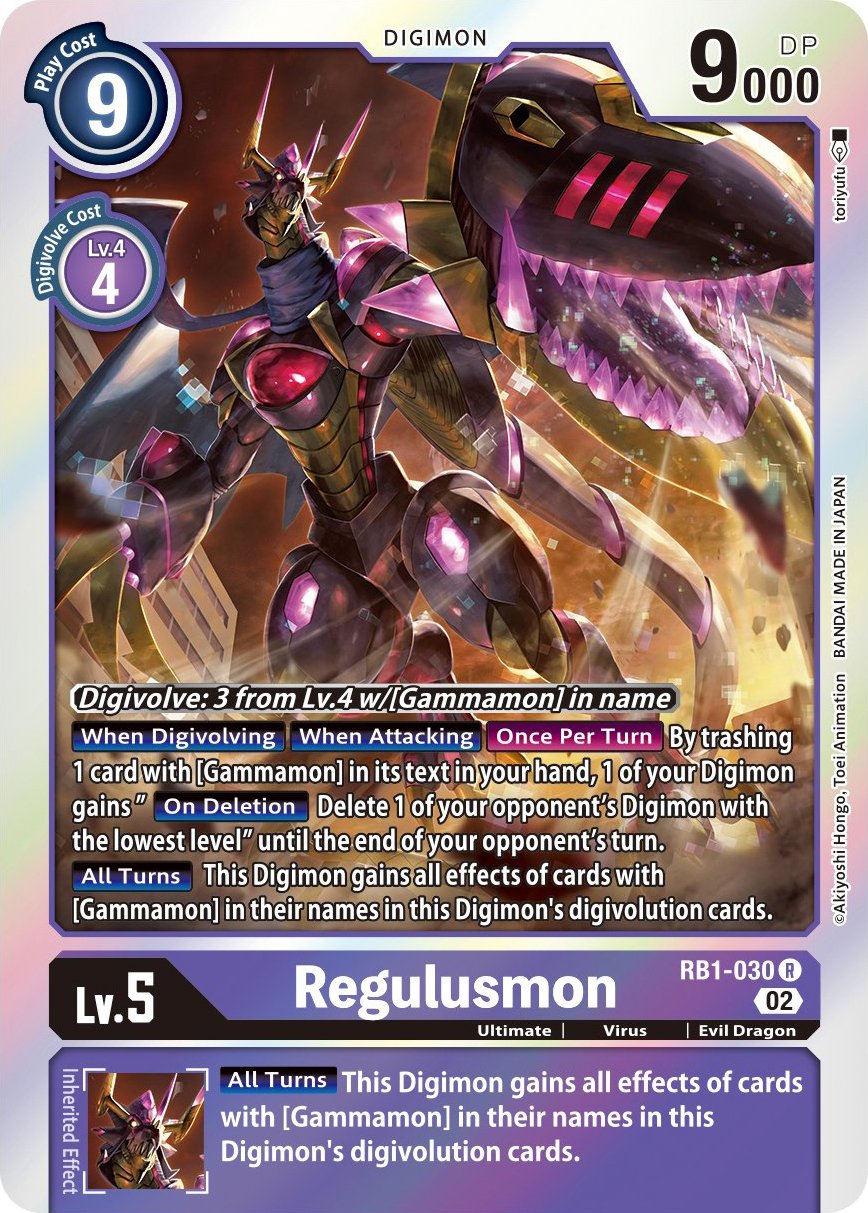 DIGIMON
Play Cost
9
DP
9000
Digivolve Cost
Lv.4
4
toriyufu
Digivolve: 3 from Lv.4 w/[Gammamon] in name
When Digivolving When Attacking Once Per Turn By trashing
1 card with [Gammamon] in its text in your hand, 1 of your Digimon
gains " On Deletion Delete 1 of your opponent's Digimon with
the lowest level" until the end of your opponent's turn.
All Turns This Digimon gains all effects of cards with
[Gammamon] in their names in this Digimon's digivolution cards.
©Akiyoshi Hongo, Toei Animation BANDAI MADE IN JAPAN
Lv.5
Regulusmon
RB1-030 R
02
Ultimate | Virus | Evil Dragon
Inherited Effect
All Turns This Digimon gains all effects of cards
with [Gammamon] in their names in this
Digimon's digivolution cards.